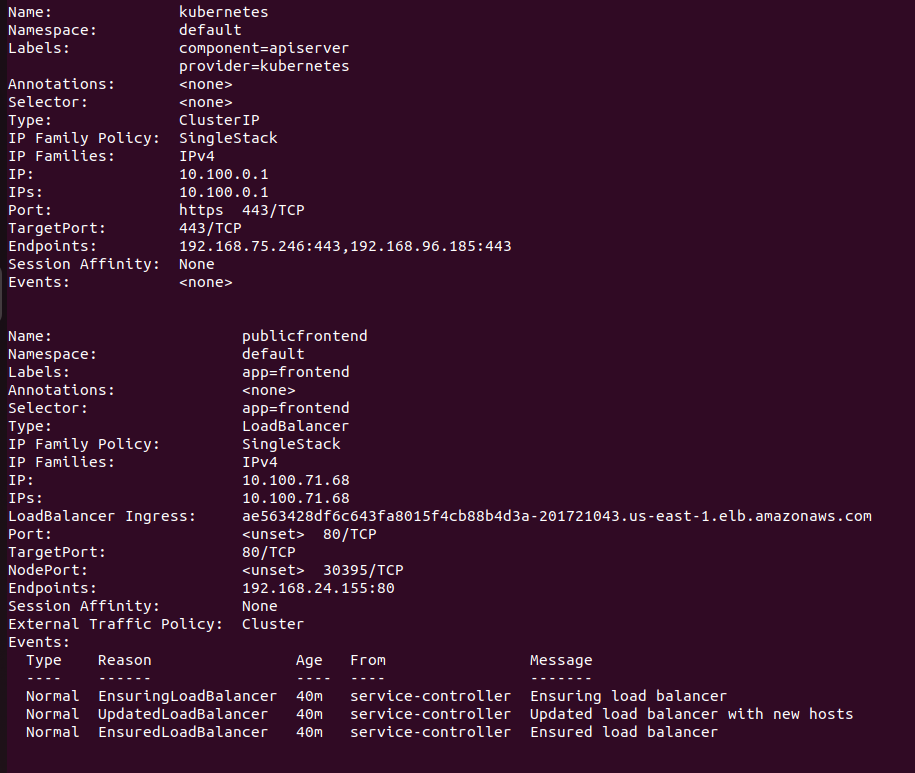 Name:              kubernetes
Namespace:         default
Labels:            component=apiserver
                   provider=kubernetes
Annotations:       <none>
Selector:          <none>
Type:              ClusterIP
IP Family Policy:  SingleStack
IP Families:       IPv4
IP:                10.100.0.1
IPs:               10.100.0.1
Port:              https  443/TCP
TargetPort:        443/TCP
Endpoints:         192.168.75.246:443,192.168.96.185:443
Session Affinity:  None
Events:            <none>
Name:                     publicfrontend
Namespace:                default
Labels:                   app=frontend
Annotations:              <none>
Selector:                 app=frontend
Type:                     LoadBalancer
IP Family Policy:         SingleStack
IP Families:              IPv4
IP:                       10.100.71.68
IPs:                      10.100.71.68
LoadBalancer Ingress:     ae563428df6c643fa8015f4cb88b4d3a-201721043.us-east-1.elb.amazonaws.com
Port:                     <unset>  80/TCP
TargetPort:               80/TCP
NodePort:                 <unset>  30395/TCP
Endpoints:                192.168.24.155:80
Session Affinity:         None
External Traffic Policy:  Cluster
Events:
  Type    Reason                Age   From                Message
  ----    ------                ----  ----                -------
  Normal  EnsuringLoadBalancer  40m   service-controller  Ensuring load balancer
  Normal  UpdatedLoadBalancer   40m   service-controller  Updated load balancer with new hosts
  Normal  EnsuredLoadBalancer   40m   service-controller  Ensured load balancer